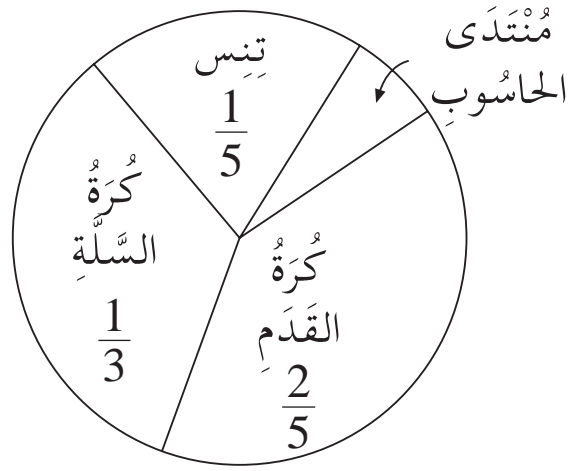 مُنْتَدَى
الحاسُوبِ
تِنِس
1/5
كُرَةُ
السَّلَّةِ
1/3
كُرَةُ
القَدَمِ
2/5